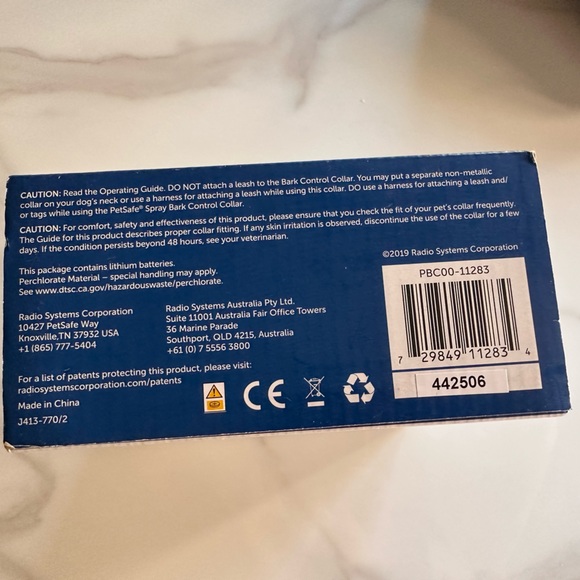 CAUTION: Read the Operating Guide. DO NOT attach a leash to the Bark Control Collar. You may put a separate non-metallic
collar on your dog's neck or use a harness for attaching a leash while using this collar. DO use a harness for attaching a leash and/
or tags while using the PetSafe® Spray Bark Control Collar.
CAUTION: For comfort, safety and effectiveness of this product, please ensure that you check the fit of your pet's collar frequently.
The Guide for this product describes proper collar fitting. If any skin irritation is observed, discontinue the use of the collar for a few
days. If the condition persists beyond 48 hours, see your veterinarian.
©2019 Radio Systems Corporation
This package contains lithium batteries.
Perchlorate Material – special handling may apply.
See www.dtsc.ca.gov/hazardouswaste/perchlorate.
Radio Systems Corporation
10427 PetSafe Way
Knoxville, TN 37932 USA
+1 (865) 777-5404
Radio Systems Australia Pty Ltd.
Suite 11001 Australia Fair Office Towers
36 Marine Parade
Southport, QLD 4215, Australia
+61 (0) 7 5556 3800
PBC00-11283
7 29849 11283 4
442506
For a list of patents protecting this product, please visit:
radiosystemscorporation.com/patents
Made in China
J413-770/2
CE